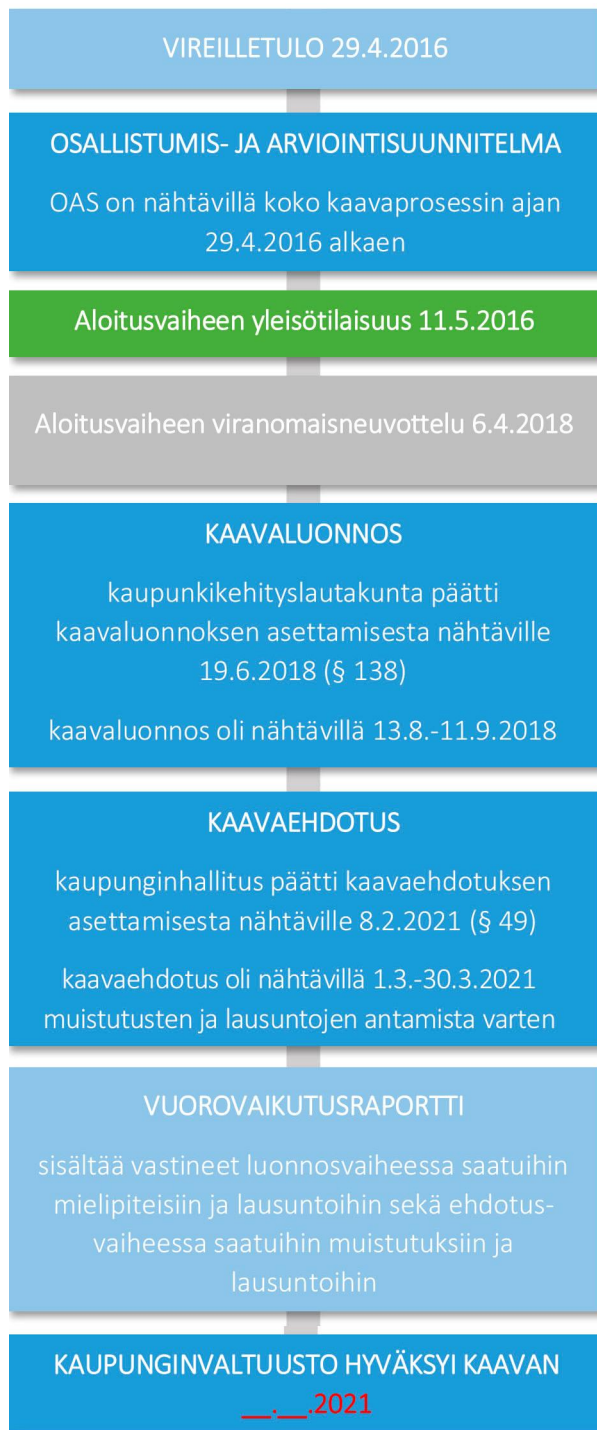 VIREILLETULO 29.4.2016
OSALLISTUMIS- JA ARVIOINTISUUNNITELMA
OAS on nähtävillä koko kaavaprosessin ajan
29.4.2016 alkaen
Aloitusvaiheen yleisötilaisuus 11.5.2016
Aloitusvaiheen viranomaisneuvottelu 6.4.2018
KAAVALUONNOS
kaupunkikehityslautakunta päätti
kaavaluonnoksen asettamisesta nähtäville
19.6.2018 (§ 138)
kaavaluonnos oli nähtävillä 13.8.-11.9.2018
KAAVAEHDOTUS
kaupunginhallitus päätti kaavaehdotuksen
asettamisesta nähtäville 8.2.2021 (§ 49)
kaavaehdotus oli nähtävillä 1.3.-30.3.2021
muistutusten ja lausuntojen antamista varten
VUOROVAIKUTUSRAPORTTI
sisältää vastineet luonnosvaiheessa saatuihin
mielipiteisiin ja lausuntoihin sekä ehdotus-
vaiheessa saatuihin muistutuksiin ja
lausuntoihin
KAUPUNGINVALTUUSTO HYVÄKSYI KAAVAN
__.__.2021